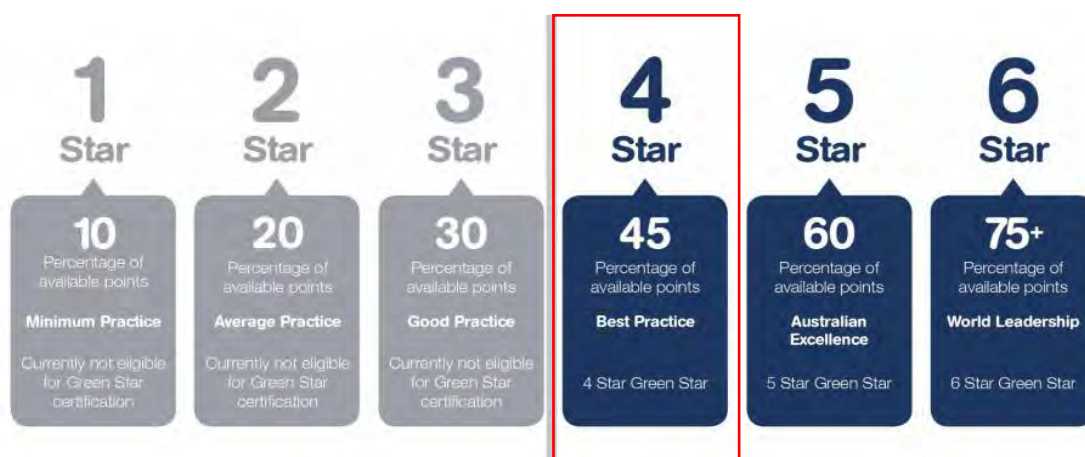 1
Star
10
Percentage of
available points
Minimum Practice
Currently not eligible
for Green Star
certification
2
Star
20
Percentage of
available points
Average Practice
Currently not eligible
for Green Star
certification
3
Star
30
Percentage of
available points
Good Practice
Currently not eligible
for Green Star
certification
4
Star
45
Percentage of
available points
Best Practice
4 Star Green Star
5
Star
60
Percentage of
available points
Australian
Excellence
5 Star Green Star
6
Star
75+
Percentage of
available points
World Leadership
6 Star Green Star